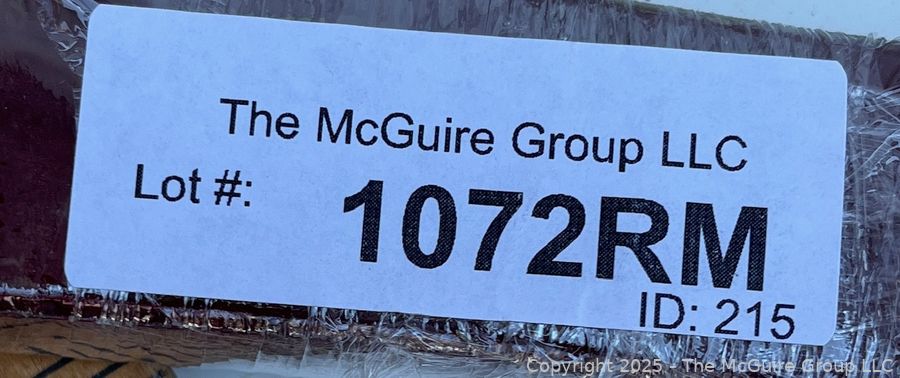 The McGuire Group LLC
Lot #: 1072RM
ID: 215
Copyright 2025 - The McGuire Group LLC